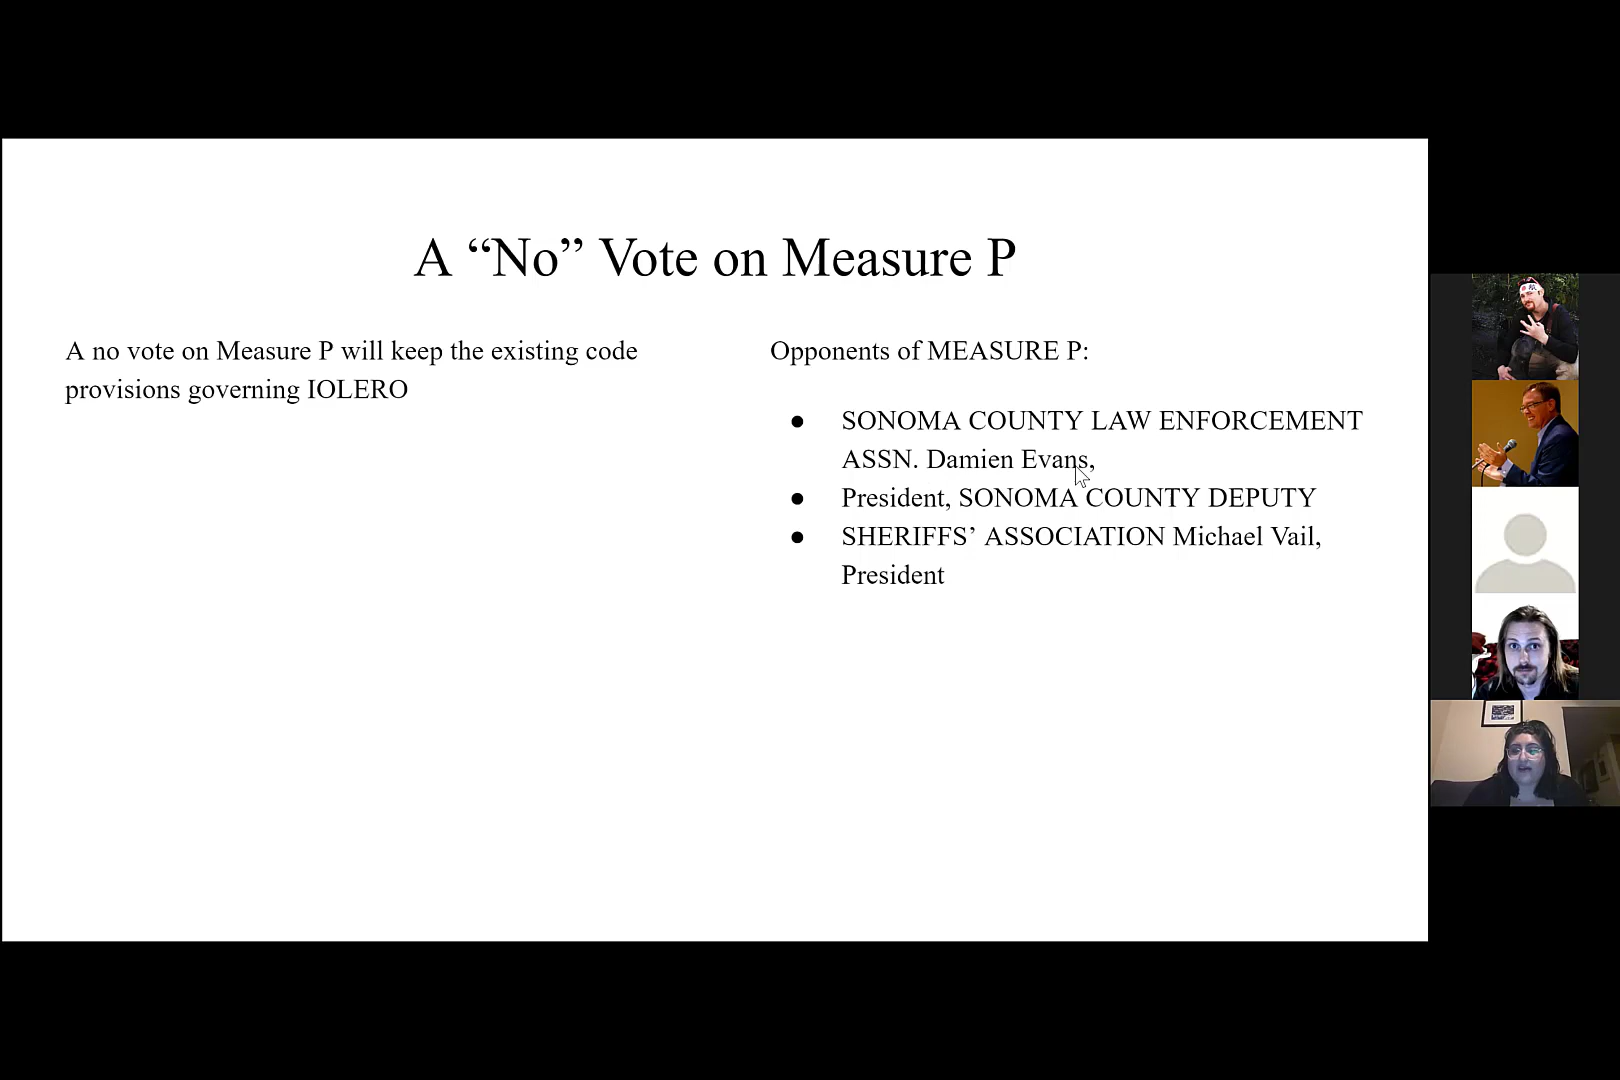 A “No” Vote on Measure P
A no vote on Measure P will keep the existing code
provisions governing IOLERO
Opponents of MEASURE P:
● SONOMA COUNTY LAW ENFORCEMENT
ASSN. Damien Evans,
● President, SONOMA COUNTY DEPUTY
● SHERIFFS’ ASSOCIATION Michael Vail,
President